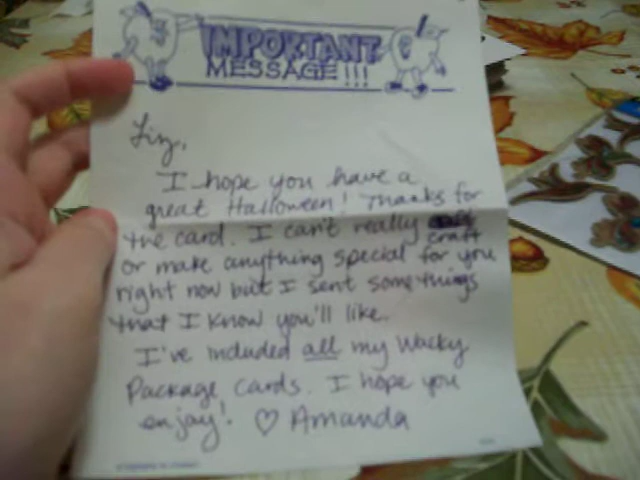 IMPORTANT
MESSAGE!!!
Liz,
I hope you have a
great Halloween! Thanks for
the card. I can't really
craft
or make anything special for you
right now but I sent some things
that I know you'll like.
I've included all my Wacky
Package cards. I hope you
enjoy! ♡ Amanda